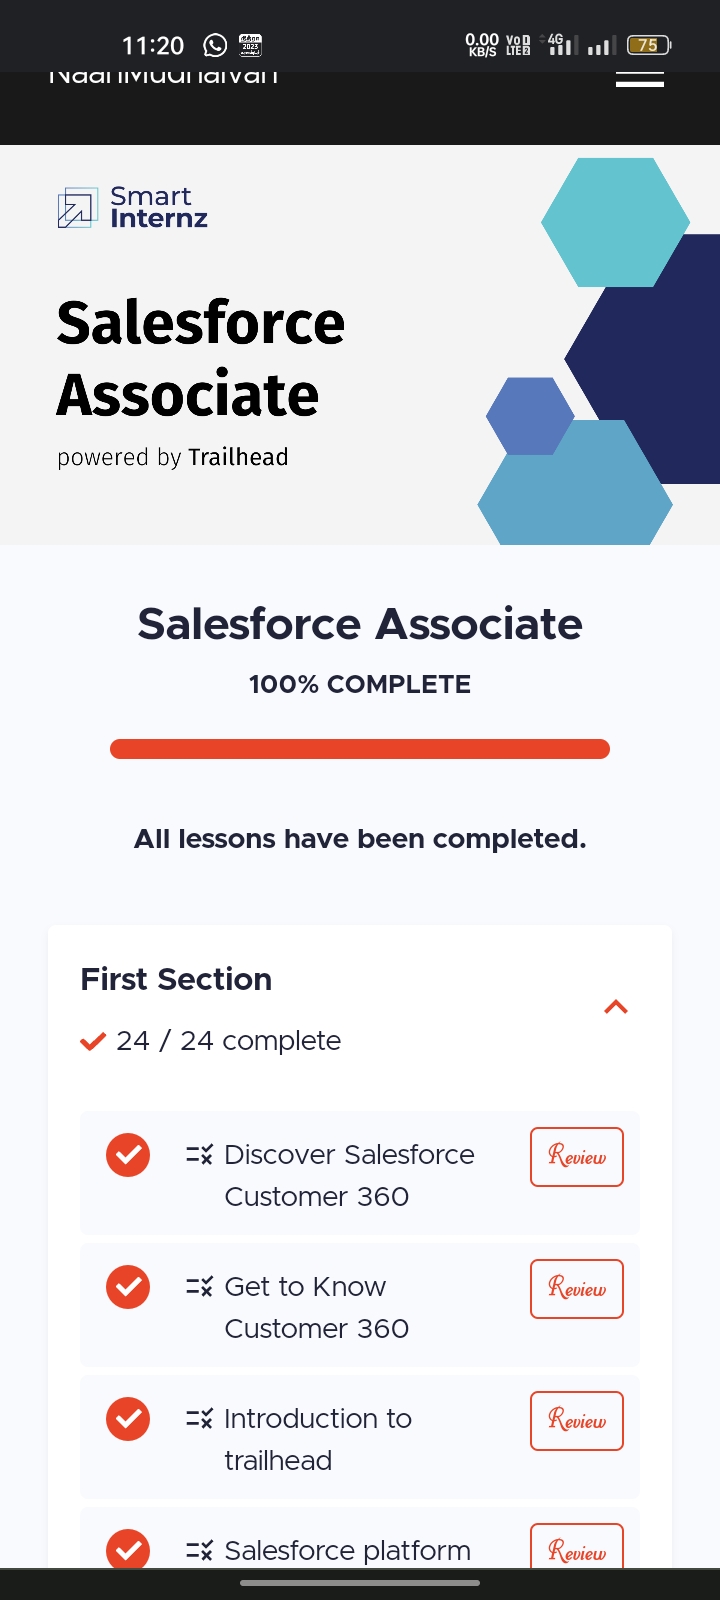 11:20
0.00
KB/S
VoD
LTE
4G
75
NaanMudhalvan
Smart
Internz
Salesforce
Associate
powered by Trailhead
Salesforce Associate
100% COMPLETE
All lessons have been completed.
First Section
24 / 24 complete
Discover Salesforce
Review
Customer 360
Get to Know
Review
Customer 360
Introduction to
Review
trailhead
Salesforce platform
Review